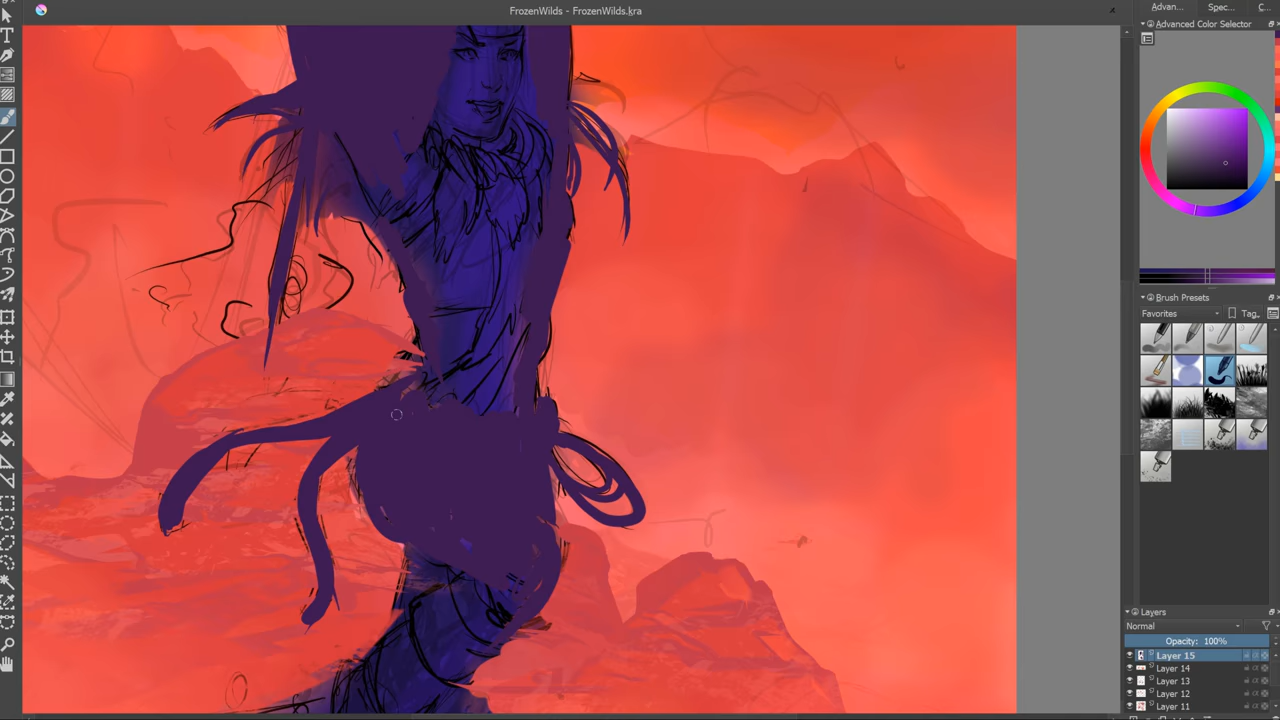 FrozenWilds - FrozenWilds.kra
Advan...
Spec...
C...
Advanced Color Selector
Brush Presets
Favorites
Tag
Layers
Normal
Opacity: 100%
Layer 15
Layer 14
Layer 13
Layer 12
Layer 11